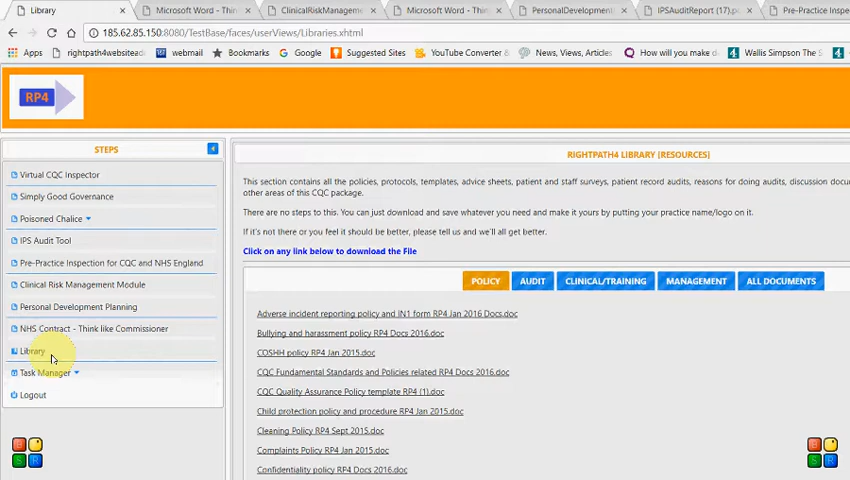 Library
Microsoft Word - Thin
ClinicalRiskManageme
Microsoft Word - Thin
PersonalDevelopment
IPSAuditReport (17).p
Pre-Practice Inspe
185.62.85.150:8080/TestBase/faces/userViews/Libraries.xhtml
Apps
rightpath4websitead
webmail
Bookmarks
Google
Suggested Sites
YouTube Converter &
News, Views, Articles
How will you make d
Wallis Simpson The S
RP4
STEPS
Virtual CQC Inspector
Simply Good Governance
Poisoned Chalice
IPS Audit Tool
Pre-Practice Inspection for CQC and NHS England
Clinical Risk Management Module
Personal Development Planning
NHS Contract - Think like Commissioner
Library
Task Manager
Logout
RIGHTPATH4 LIBRARY [RESOURCES]
This section contains all the policies, protocols, templates, advice sheets, patient and staff surveys, patient record audits, reasons for doing audits, discussion docu
other areas of this CQC package.
There are no steps to this. You can just download and save whatever you need and make it yours by putting your practice name/logo on it.
If it's not there or you feel it should be better, please tell us and we'll all get better.
Click on any link below to download the File
POLICY
AUDIT
CLINICAL/TRAINING
MANAGEMENT
ALL DOCUMENTS
Adverse incident reporting policy and IN1 form RP4 Jan 2016 Docs.doc
Bullying and harassment policy RP4 Docs 2016.doc
COSHH policy RP4 Jan 2015.doc
CQC Fundamental Standards and Policies related RP4 Docs 2016.doc
CQC Quality Assurance Policy template RP4 (1).doc
Child protection policy and procedure RP4 Jan 2015.doc
Cleaning Policy RP4 Sept 2015.doc
Complaints Policy RP4 Jan 2015.doc
Confidentiality policy RP4 Docs 2016.doc